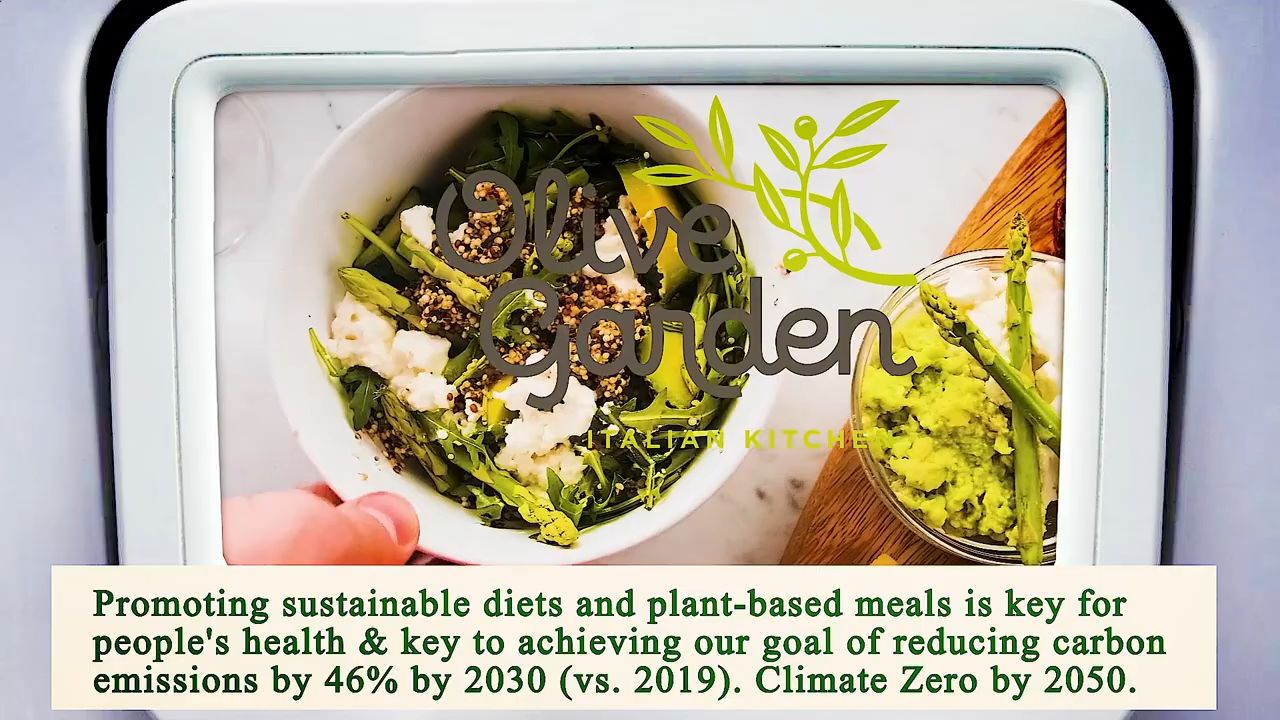 Olive
Garden
ITALIAN KITCHEN
Promoting sustainable diets and plant-based meals is key for
people's health & key to achieving our goal of reducing carbon
emissions by 46% by 2030 (vs. 2019). Climate Zero by 2050.